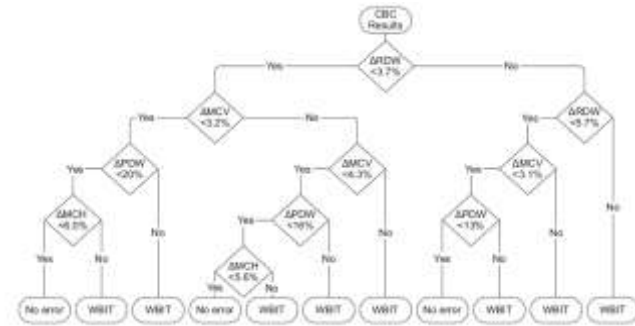 CBC
Results
ΔRDW
<3.7%
Yes
No
ΔMCV
<3.2%
ΔRDW
<5.7%
Yes
No
Yes
ΔPDW
<20%
ΔMCV
<6.3%
ΔMCV
<3.1%
No
Yes
Yes
Yes
ΔMCH
ΔPDW
<16%
ΔPDW
<13%
No
No
No
Yes
ΔMCH
<5.6%
Yes
No
Yes
No
Yes
No
No error
WBIT
WBIT
No error
WBIT
WBIT
WBIT
No error
WBIT
WBIT
WBIT